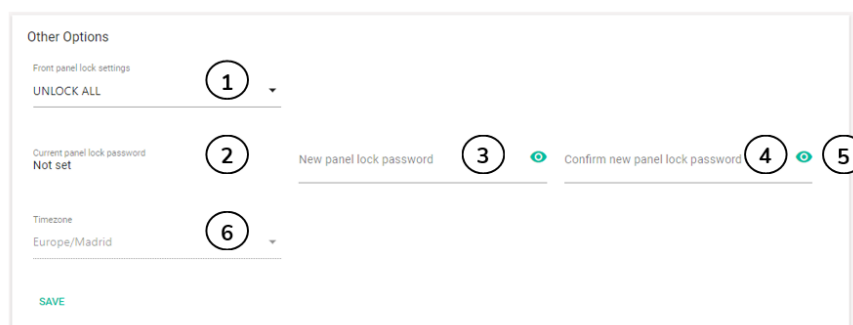 Other Options
Front panel lock settings
UNLOCK ALL
1
Current panel lock password
Not set
2
New panel lock password
3
Confirm new panel lock password
4
5
Timezone
Europe/Madrid
6
SAVE